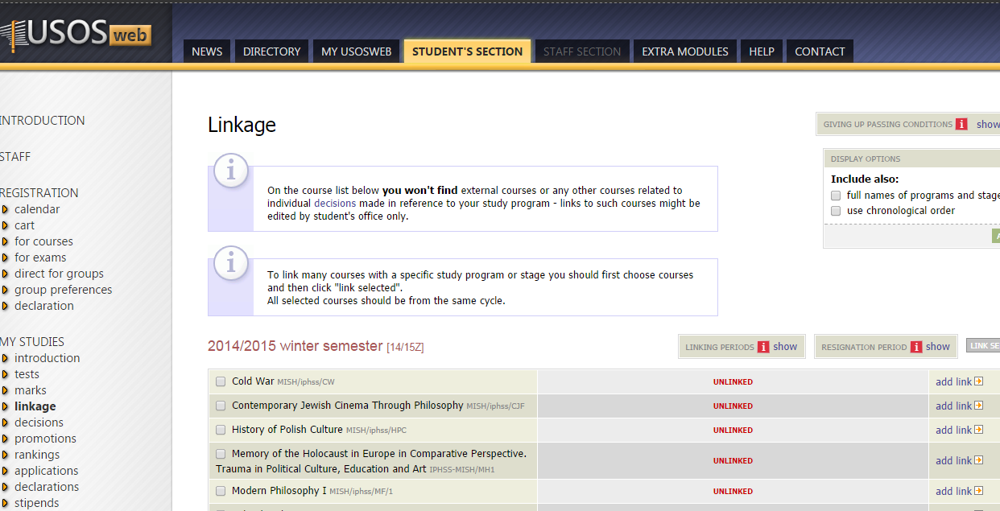 USOSweb
NEWS
DIRECTORY
MY USOSWEB
STUDENT'S SECTION
STAFF SECTION
EXTRA MODULES
HELP
CONTACT
INTRODUCTION
STAFF
REGISTRATION
calendar
cart
for courses
for exams
direct for groups
group preferences
declaration
MY STUDIES
introduction
tests
marks
linkage
decisions
promotions
rankings
applications
declarations
stipends
Linkage
GIVING UP PASSING CONDITIONS i show
DISPLAY OPTIONS
Include also:
full names of programs and stage
use chronological order
i
On the course list below you won't find external courses or any other courses related to
individual decisions made in reference to your study program - links to such courses might be
edited by student's office only.
i
To link many courses with a specific study program or stage you should first choose courses
and then click "link selected".
All selected courses should be from the same cycle.
2014/2015 winter semester [14/15Z]
LINKING PERIODS i show
RESIGNATION PERIOD i show
LINK SE
Cold War MISH/iphss/CW UNLINKED add link
Contemporary Jewish Cinema Through Philosophy MISH/iphss/CJF UNLINKED add link
History of Polish Culture MISH/iphss/HPC UNLINKED add link
Memory of the Holocaust in Europe in Comparative Perspective.
Trauma in Political Culture, Education and Art IPHSS-MISH/MH1 UNLINKED add link
Modern Philosophy I MISH/iphss/MF/1 UNLINKED add link